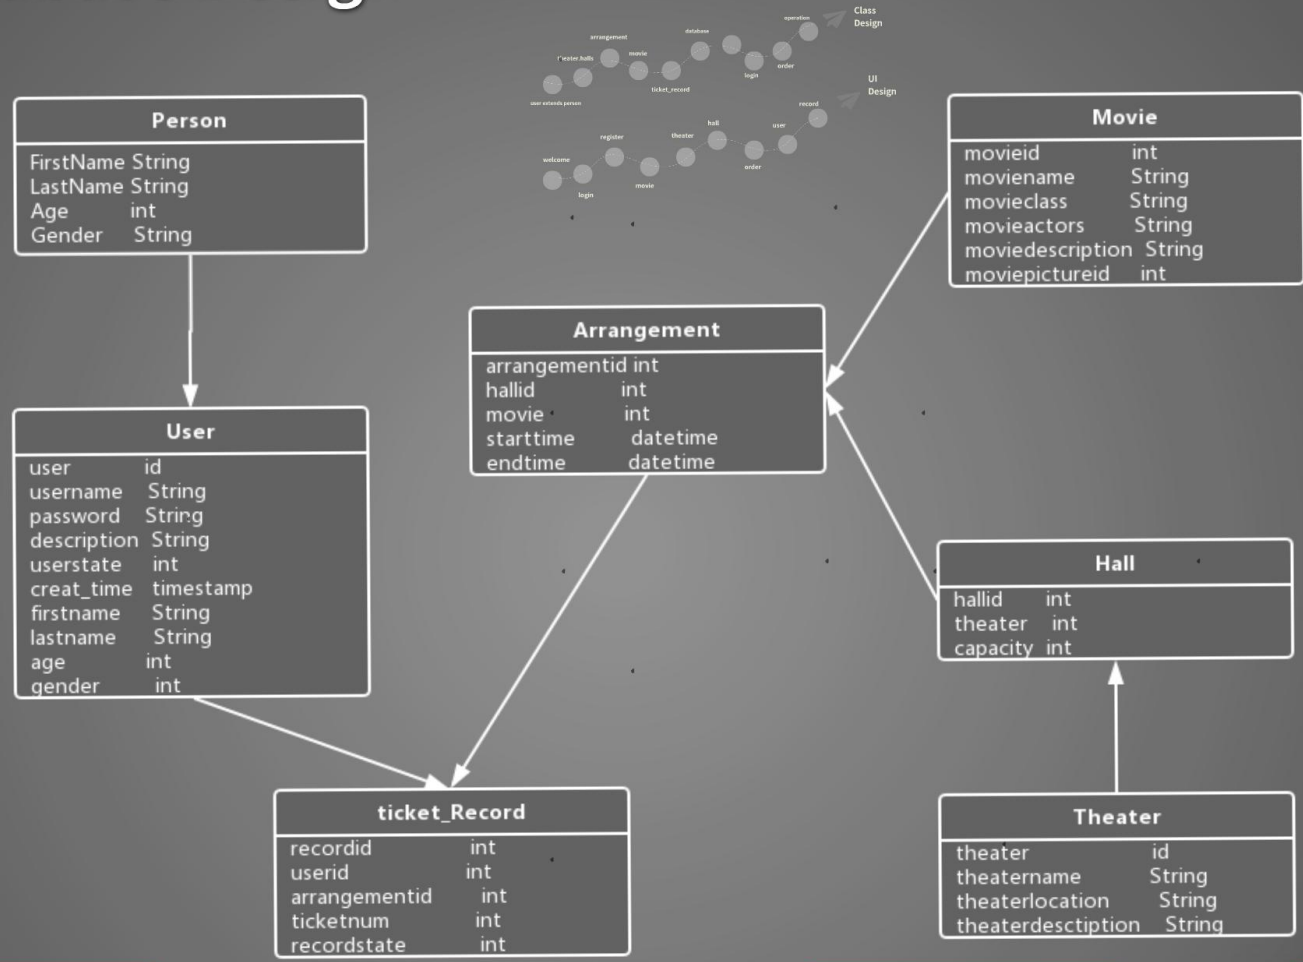 Class
Design
operation
database
arrangement
movie
theater.halls
login
order
ticket_record
user extends person
UI
Design
record
hall
user
register
theater
welcome
order
movie
login
Person
FirstName String
LastName String
Age int
Gender String
Movie
movieid int
moviename String
movieclass String
movieactors String
moviedescription String
moviepictureid int
Arrangement
arrangementid int
hallid int
movie int
starttime datetime
endtime datetime
User
user id
username String
password String
description String
userstate int
creat_time timestamp
firstname String
lastname String
age int
gender int
Hall
hallid int
theater int
capacity int
ticket_Record
recordid int
userid int
arrangementid int
ticketnum int
recordstate int
Theater
theater id
theatername String
theaterlocation String
theaterdesctiption String